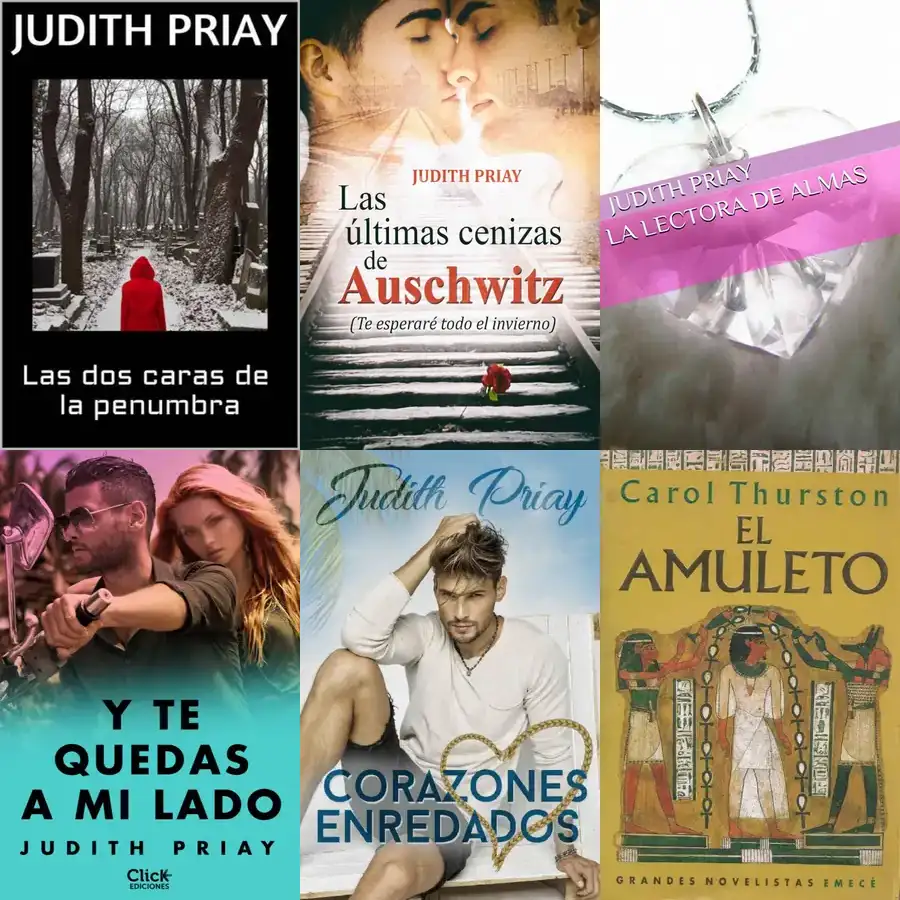 JUDITH PRIAY
Las dos caras de
la penumbra
JUDITH PRIAY
Las
últimas cenizas
de
Auschwitz
(Te esperaré todo el invierno)
JUDITH PRIAY
LA LECTORA DE ALMAS
Y TE
QUEDAS
A MI LADO
JUDITH PRIAY
Click
EDICIONES
Judith Priay
CORAZONES
ENREDADOS
Carol Thurston
EL
AMULETO
GRANDES NOVELISTAS EMECÉ